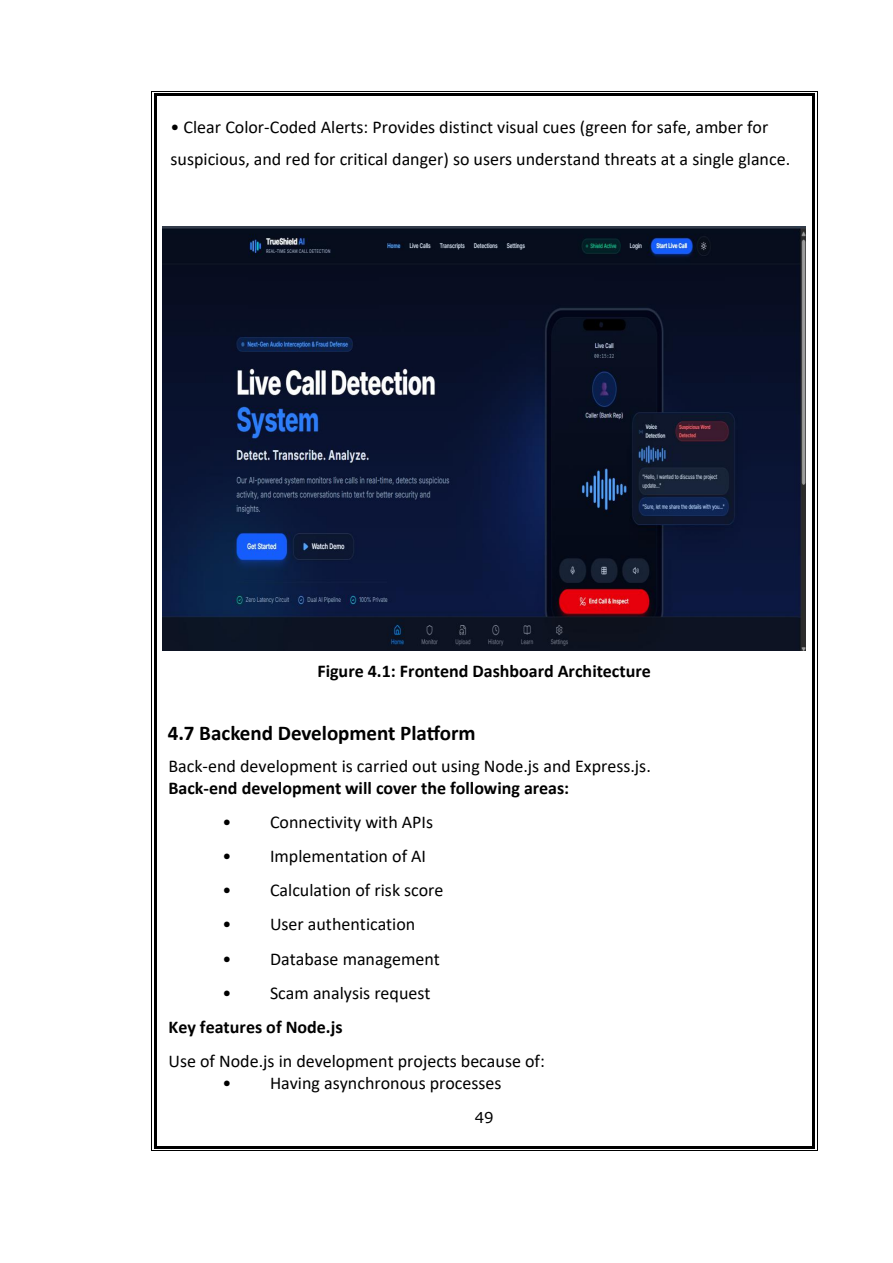 • Clear Color-Coded Alerts: Provides distinct visual cues (green for safe, amber for
suspicious, and red for critical danger) so users understand threats at a single glance.
TrueShield AI
REAL-TIME SCAM CALL DETECTION
Home Live Calls Transcripts Detections Settings
Shield Active Login Start Live Call
Next-Gen Audio Interception & Fraud Defense
Live Call Detection
System
Detect. Transcribe. Analyze.
Our AI-powered system monitors live calls in real-time, detects suspicious
activity, and converts conversations into text for better security and
insights.
Get Started Watch Demo
Zero Latency Circuit Dual AI Pipeline 100% Private
Live Call
Caller (Bank Rep)
Voice
Detection
Suspicious Word
Detected
"Hello, I wanted to discuss the project
update..."
"Sure, let me share the details with you..."
End Call & Inspect
Home Monitor Upload History Learn Settings
Figure 4.1: Frontend Dashboard Architecture
4.7 Backend Development Platform
Back-end development is carried out using Node.js and Express.js.
Back-end development will cover the following areas:
• Connectivity with APIs
• Implementation of AI
• Calculation of risk score
• User authentication
• Database management
• Scam analysis request
Key features of Node.js
Use of Node.js in development projects because of:
• Having asynchronous processes
49